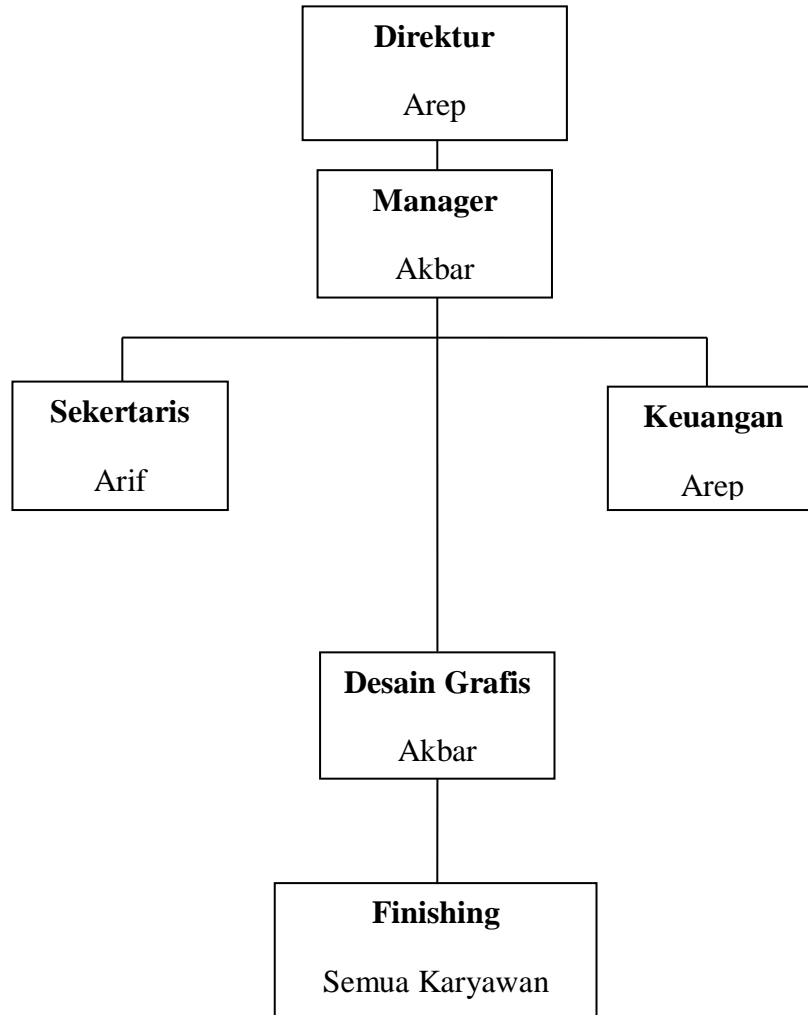 Direktur
Arep
Manager
Akbar
Sekertaris
Arif
Keuangan
Arep
Desain Grafis
Akbar
Finishing
Semua Karyawan